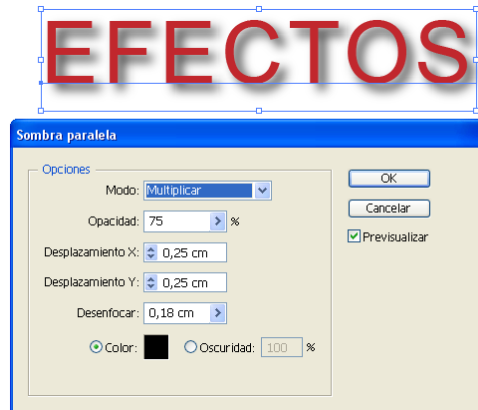 EFECTOS
Sombra paralela
Opciones
Modo: Multiplicar
OK
Opacidad: 75 %
Cancelar
Previsualizar
Desplazamiento X: 0,25 cm
Desplazamiento Y: 0,25 cm
Desenfocar: 0,18 cm
Color: Oscuridad: 100 %